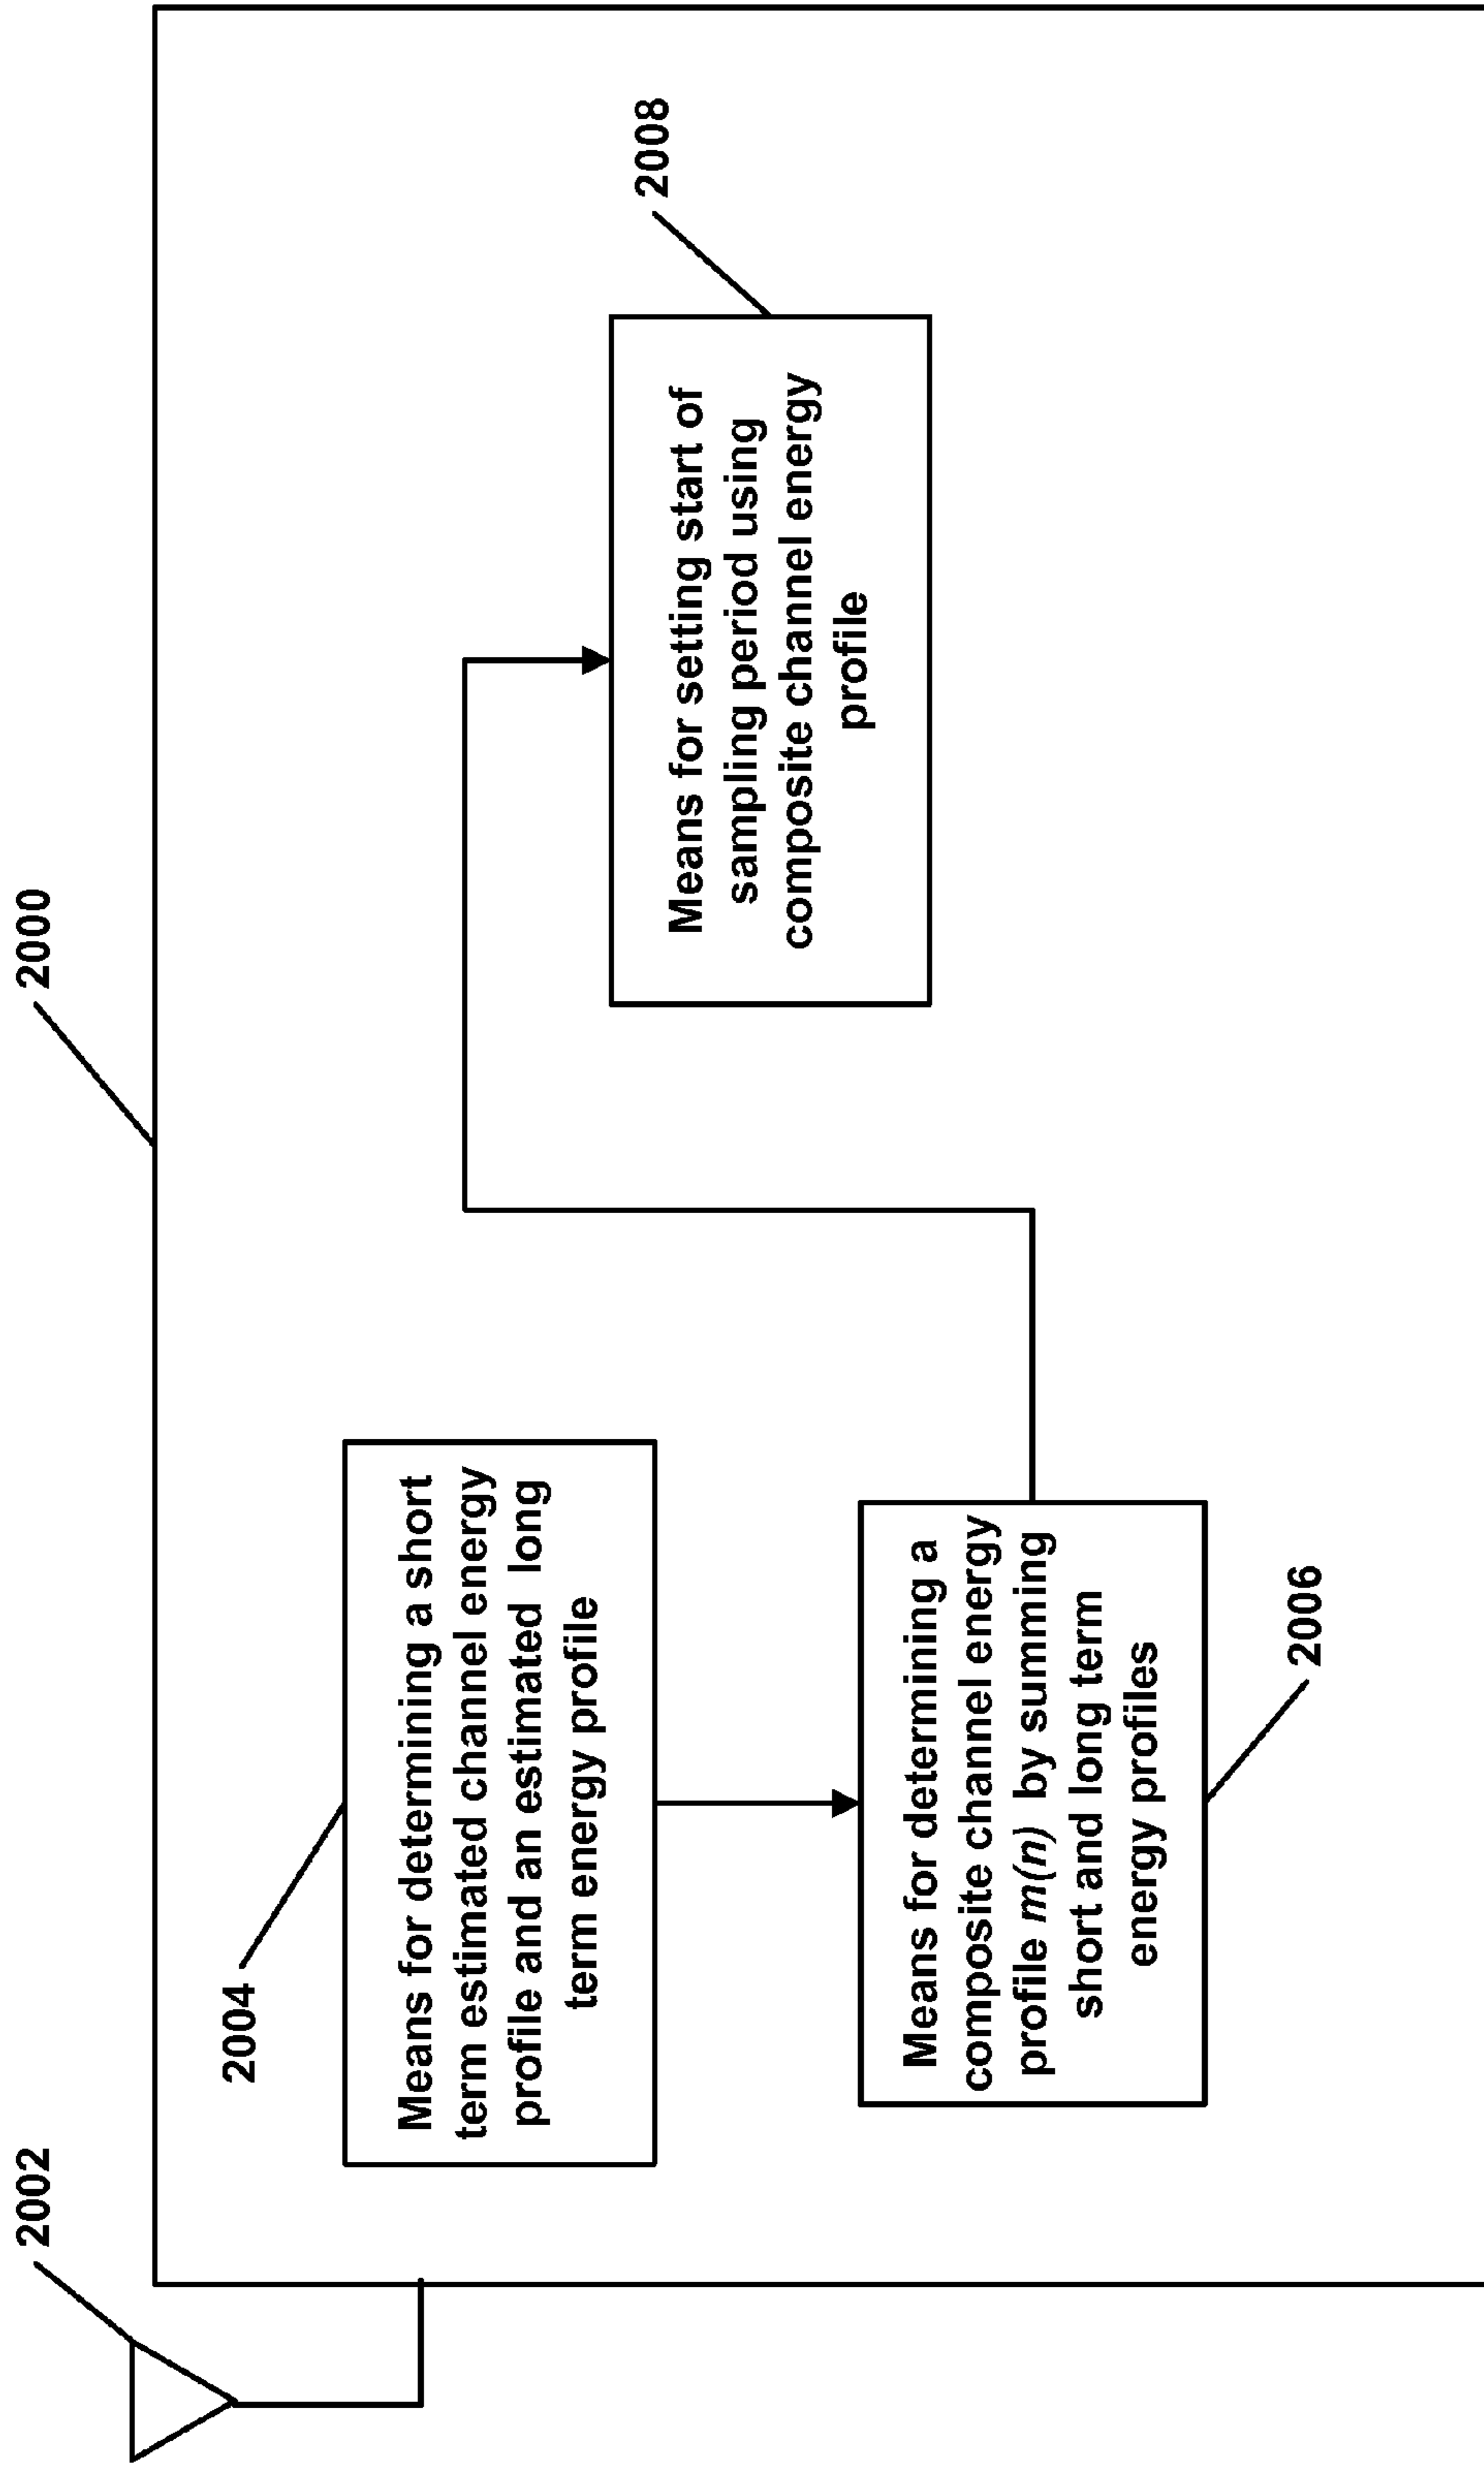 2002
2000
2004
Means for determining a short
term estimated channel energy
profile and an estimated long
term energy profile
Means for determining a
composite channel energy
profile m(n) by summing
short and long term
energy profiles
2006
2008
Means for setting start of
sampling period using
composite channel energy
profile